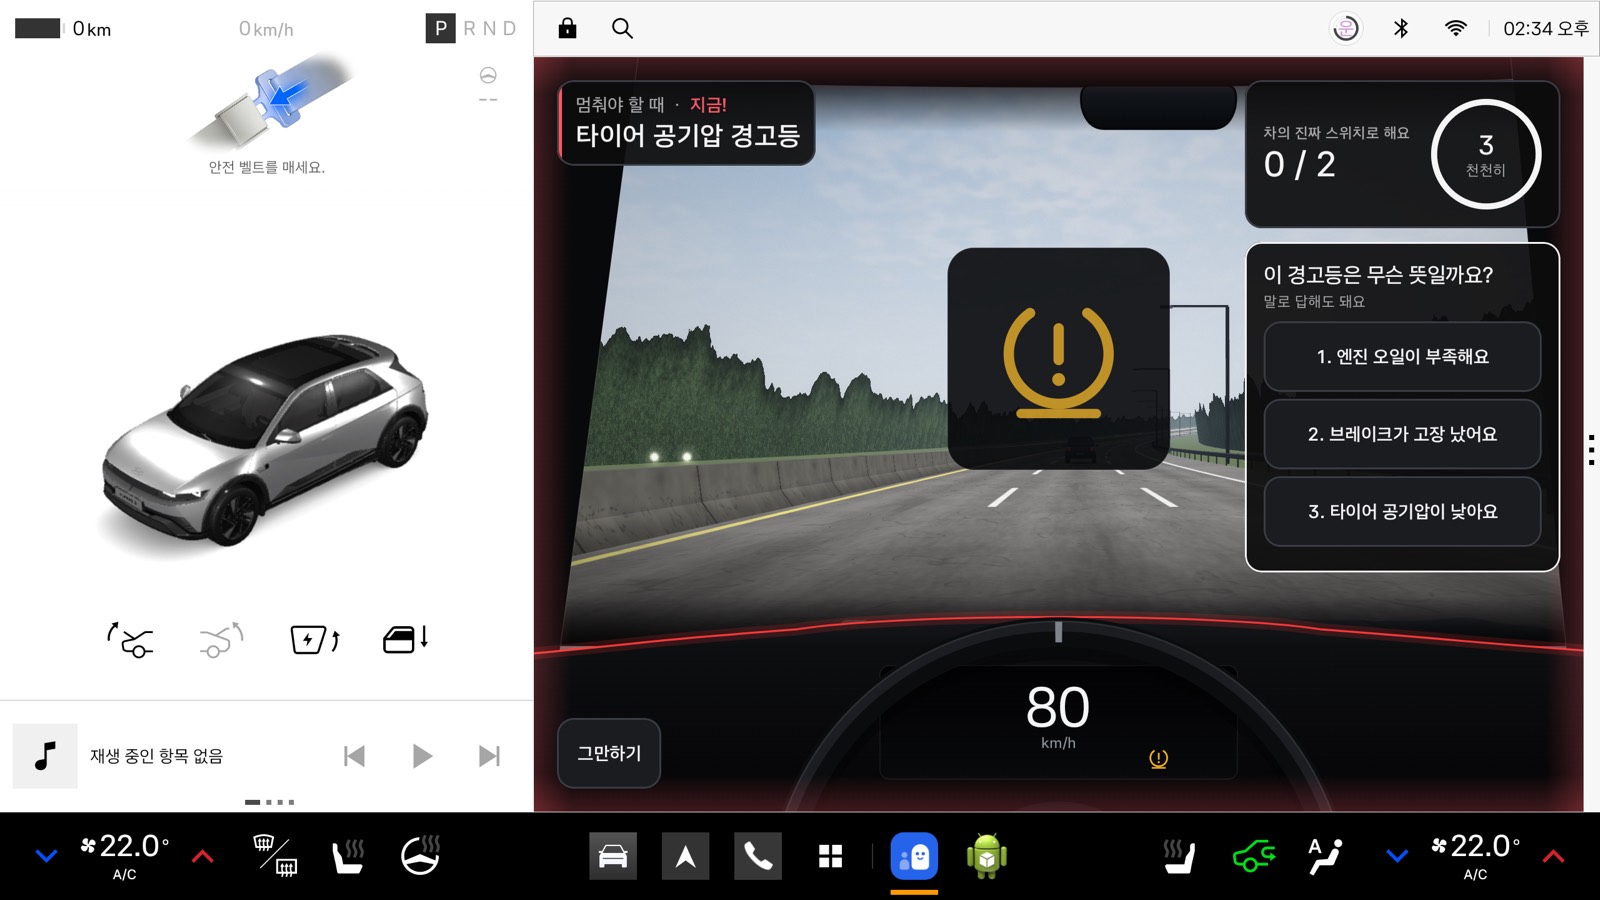 0 km
0 km/h
P R N D
--
안전 벨트를 매세요.
재생 중인 항목 없음
운
02:34 오후
멈춰야 할 때 · 지금!
타이어 공기압 경고등
차의 진짜 스위치로 해요
0 / 2
3
천천히
이 경고등은 무슨 뜻일까요?
말로 답해도 돼요
1. 엔진 오일이 부족해요
2. 브레이크가 고장 났어요
3. 타이어 공기압이 낮아요
80
km/h
그만하기
22.0°
A/C
A
22.0°
A/C